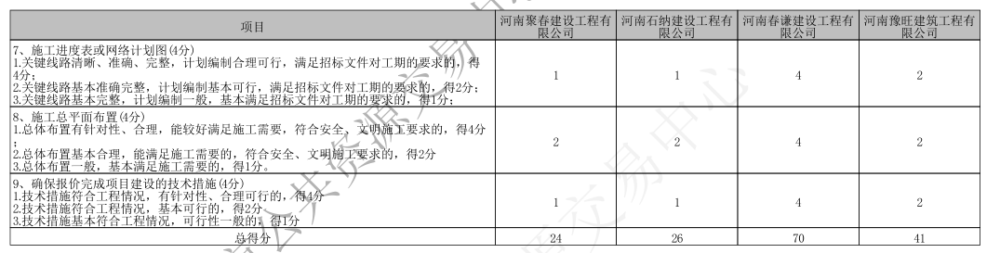 项目
河南聚春建设工程有
限公司
河南石纳建设工程有
限公司
河南春谦建设工程有
限公司
河南豫旺建筑工程有
限公司
7、施工进度表或网络计划图(4分)
1.关键线路清晰、准确、完整，计划编制合理可行，满足招标文件对工期的要求的，得
4分；
2.关键线路基本准确完整，计划编制基本可行，满足招标文件对工期的要求的，得2分；
3.关键线路基本完整，计划编制一般，基本满足招标文件对工期的要求的，得1分；
1
1
4
2
8、施工总平面布置(4分)
1.总体布置有针对性、合理，能较好满足施工需要，符合安全、文明施工要求的，得4分
；
2.总体布置基本合理，能满足施工需要的，符合安全、文明施工要求的，得2分
3.总体布置一般，基本满足施工需要的，得1分。
2
2
4
2
9、确保报价完成项目建设的技术措施(4分)
1.技术措施符合工程情况，有针对性、合理可行的，得4分
2.技术措施符合工程情况，基本可行的，得2分
3.技术措施基本符合工程情况，可行性一般的，得1分
1
1
4
2
总得分
24
26
70
41
公共资源交易中
源交易中心